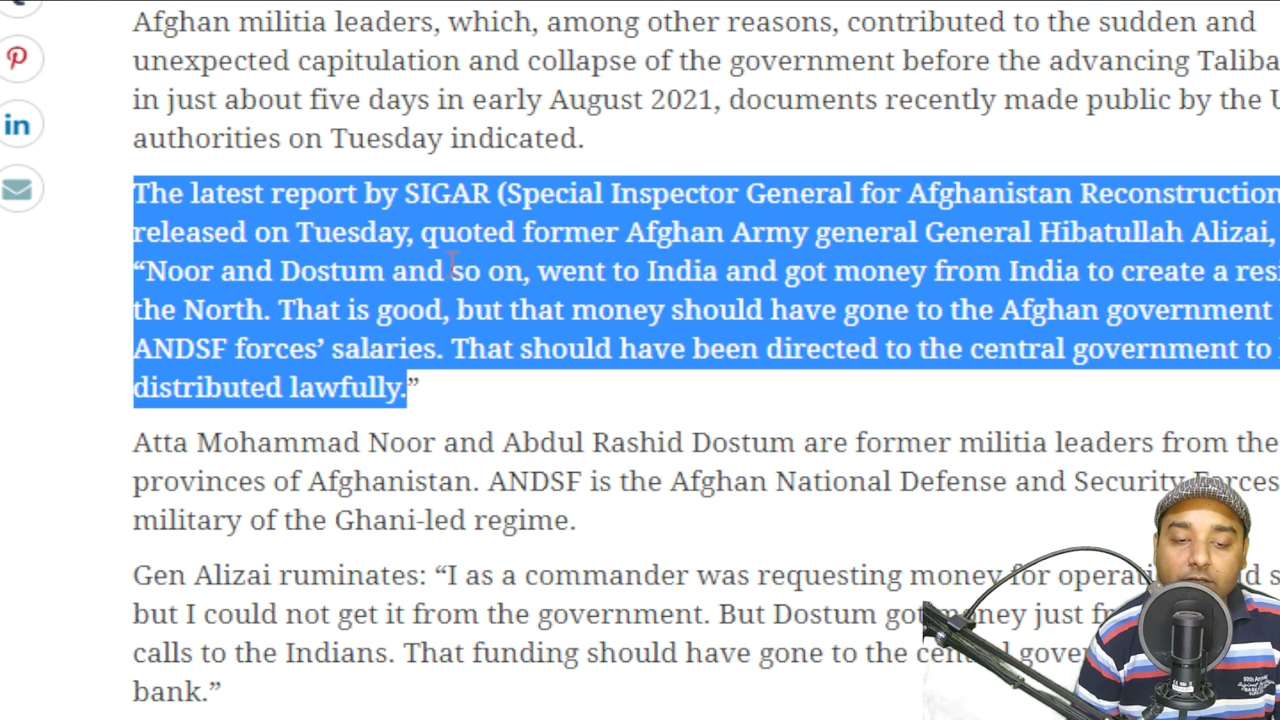 Afghan militia leaders, which, among other reasons, contributed to the sudden and
unexpected capitulation and collapse of the government before the advancing
in just about five days in early August 2021, documents recently made public by the
authorities on Tuesday indicated.
The latest report by SIGAR (Special Inspector General for Afghanistan Reconstruction
released on Tuesday, quoted former Afghan Army general General Hibatullah Alizai,
“Noor and Dostum and so on, went to India and got money from India to create a
the North. That is good, but that money should have gone to the Afghan government
ANDSF forces’ salaries. That should have been directed to the central government to
distributed lawfully.”
Atta Mohammad Noor and Abdul Rashid Dostum are former militia leaders from the
provinces of Afghanistan. ANDSF is the Afghan National Defense and Security Forces
military of the Ghani-led regime.
Gen Alizai ruminates: “I as a commander was requesting money for
but I could not get it from the government. But Dostum got money just
calls to the Indians. That funding should have gone to the central
bank.”
in